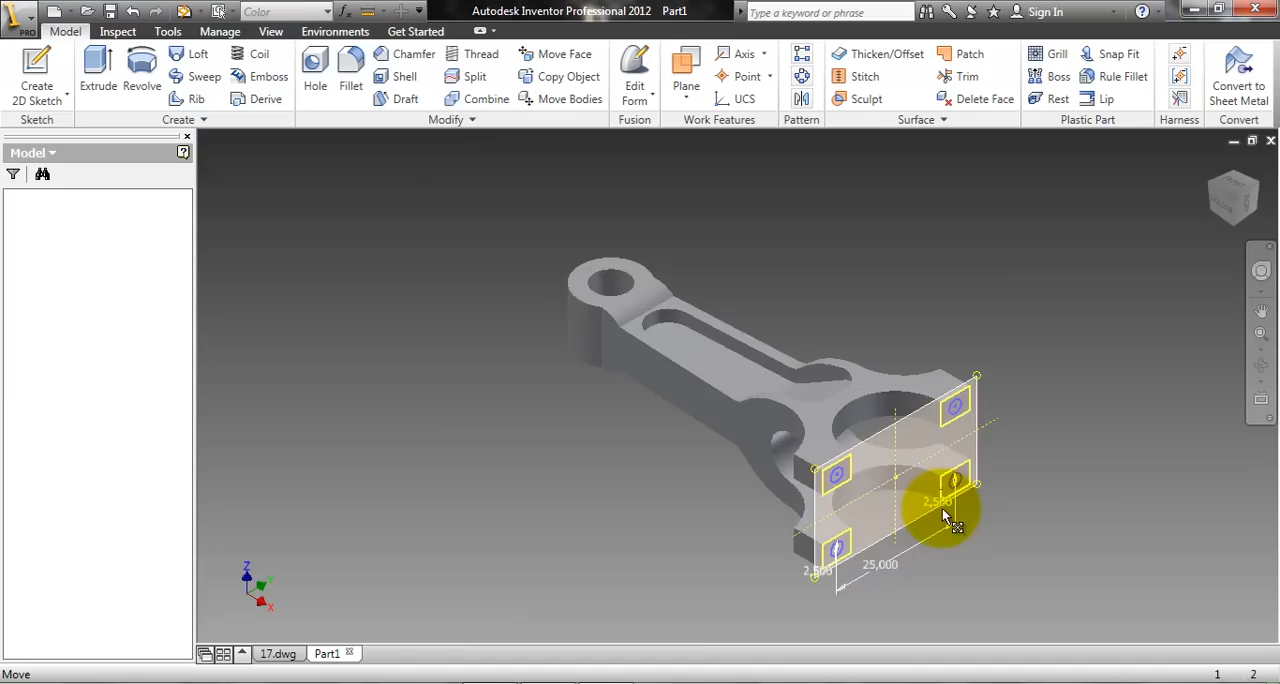 PRO
Color
Autodesk Inventor Professional 2012 Part1
Type a keyword or phrase
Sign In
Model
Inspect
Tools
Manage
View
Environments
Get Started
Create
2D Sketch
Sketch
Extrude
Revolve
Loft
Sweep
Rib
Coil
Emboss
Derive
Create
Hole
Fillet
Chamfer
Shell
Draft
Thread
Split
Combine
Move Face
Copy Object
Move Bodies
Modify
Edit
Form
Fusion
Plane
Axis
Point
UCS
Work Features
Pattern
Thicken/Offset
Stitch
Sculpt
Patch
Trim
Delete Face
Surface
Grill
Boss
Rest
Snap Fit
Rule Fillet
Lip
Plastic Part
Harness
Convert to
Sheet Metal
Convert
Model
2,500
25,000
2,500
Z
Y
X
17.dwg
Part1
Move
1
2